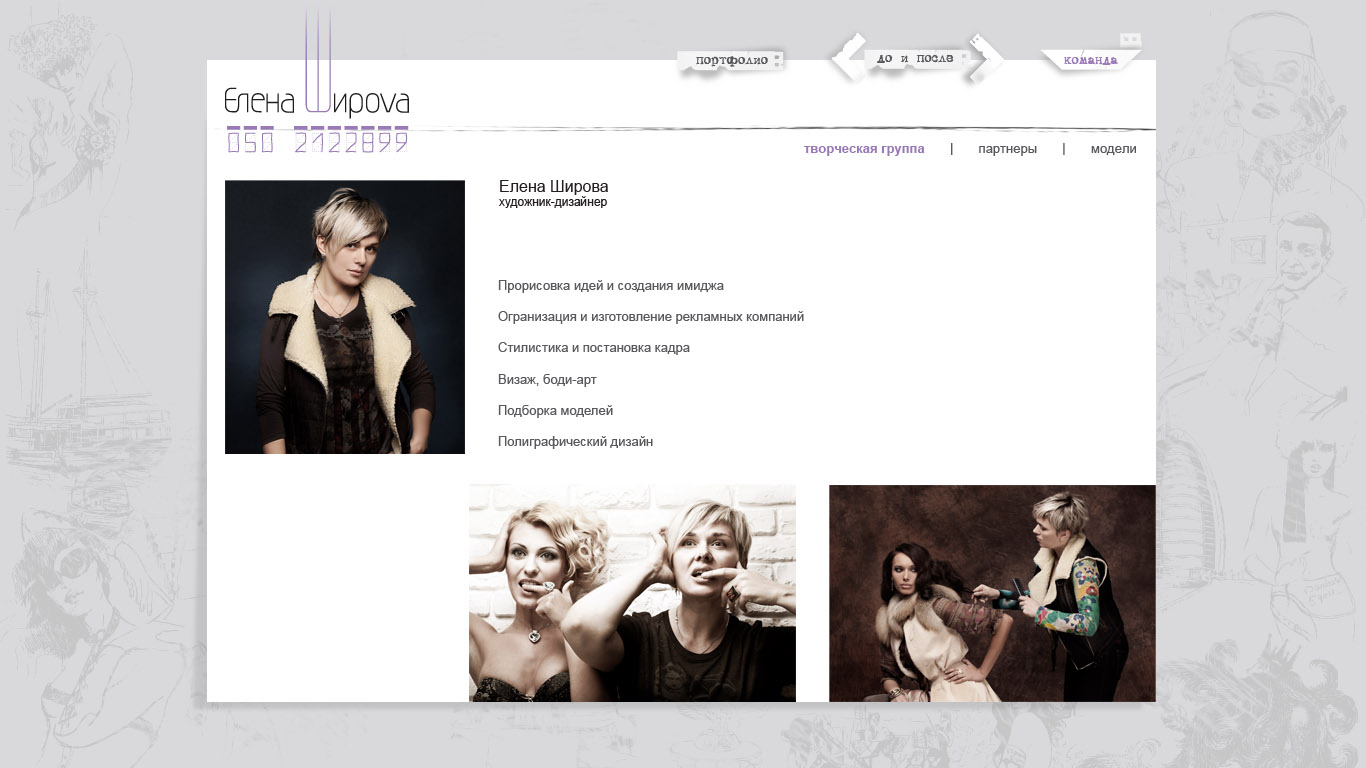 портфолио
до и после
команда
Елена Широva
050 2422899
творческая группа | партнеры | модели
Елена Широва
художник-дизайнер
Прорисовка идей и создания имиджа
Огранизация и изготовление рекламных компаний
Стилистика и постановка кадра
Визаж, боди-арт
Подборка моделей
Полиграфический дизайн